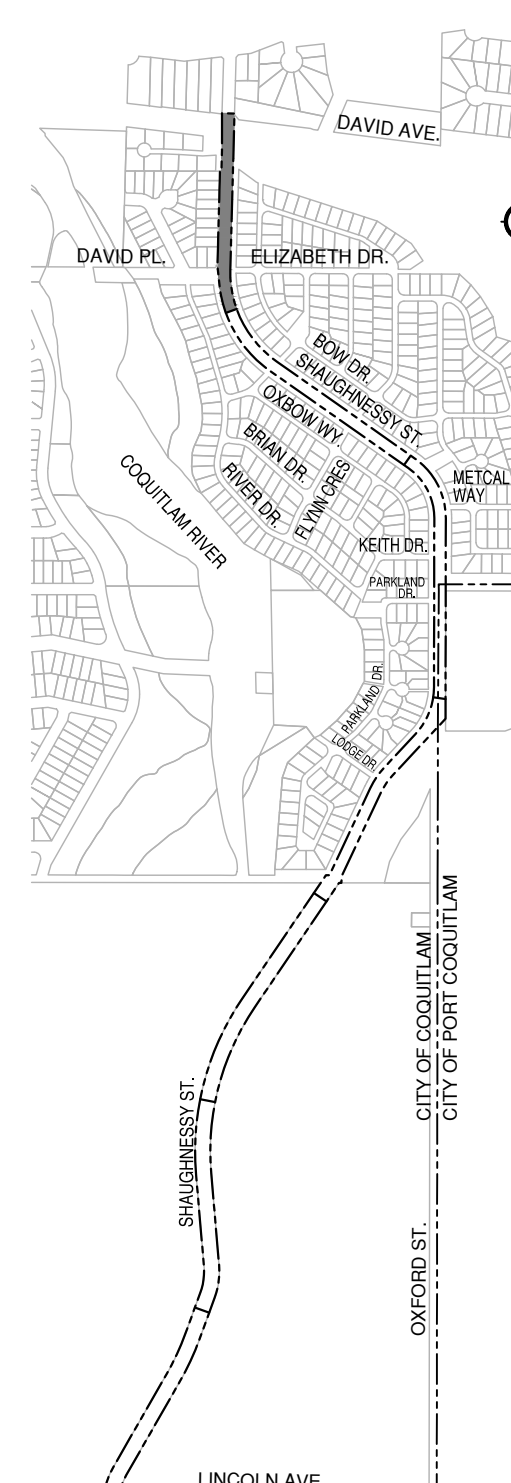 DAVID AVE.
DAVID PL.
ELIZABETH DR.
BOW DR.
SHAUGHNESSY ST.
OXBOW WY.
BRIAN DR.
RIVER DR.
FLYNN CRES
COQUITLAM RIVER
METCAL
WAY
KEITH DR.
PARKLAND
DR.
PARKLAND DR.
LODGE DR.
CITY OF COQUITLAM
CITY OF PORT COQUITLAM
SHAUGHNESSY ST.
OXFORD ST.
LINCOLN AVE.